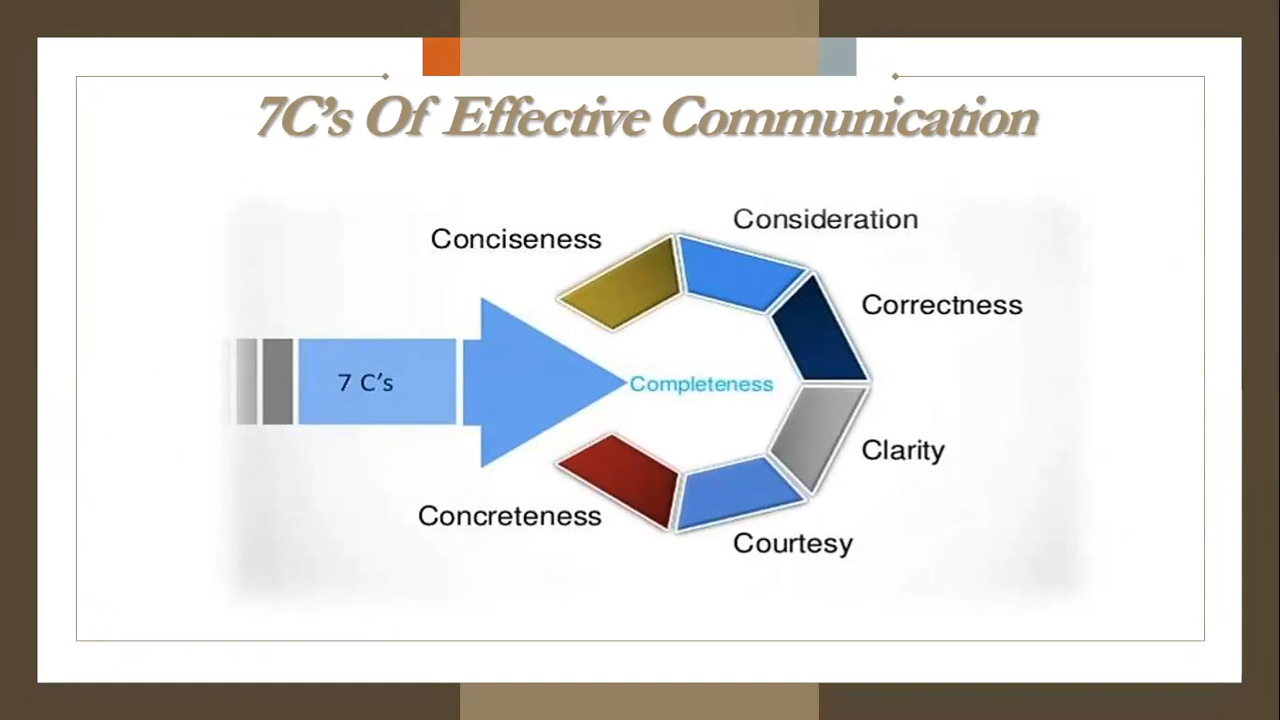 7C's Of Effective Communication
Consideration
Conciseness
Correctness
7 C's
Completeness
Clarity
Concreteness
Courtesy